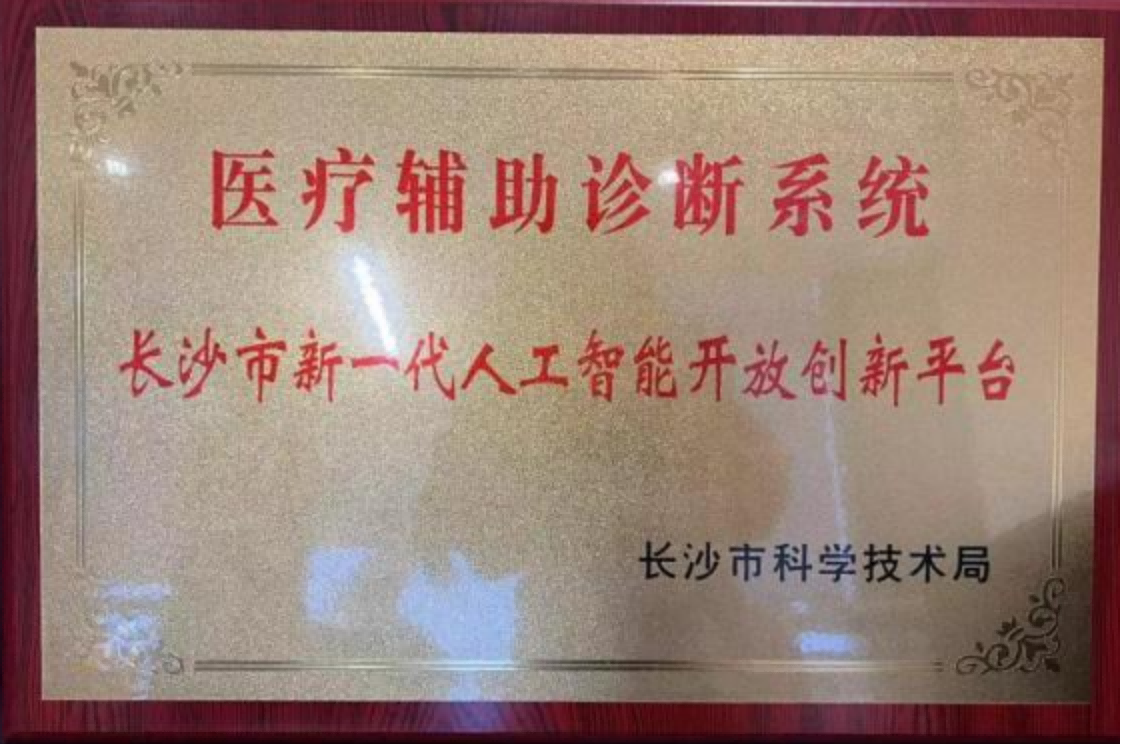 医疗辅助诊断系统
长沙市新一代人工智能开放创新平台
长沙市科学技术局